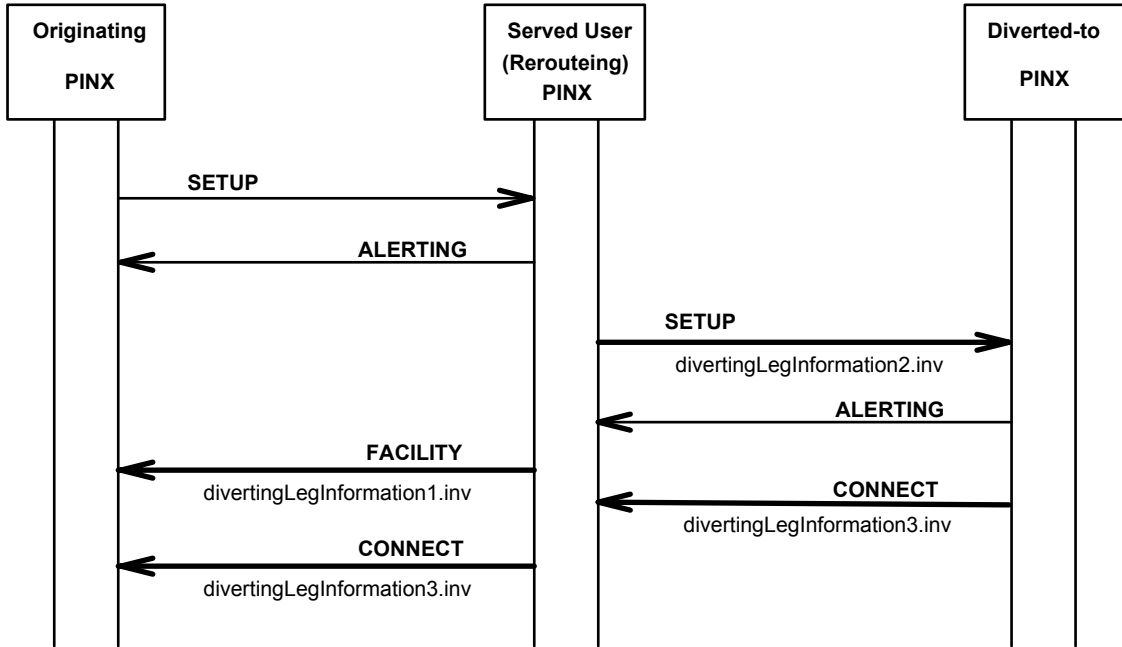 Originating
PINX
Served User
(Rerouteing)
PINX
Diverted-to
PINX
SETUP
ALERTING
SETUP
divertingLegInformation2.inv
ALERTING
FACILITY
divertingLegInformation1.inv
CONNECT
divertingLegInformation3.inv
CONNECT
divertingLegInformation3.inv